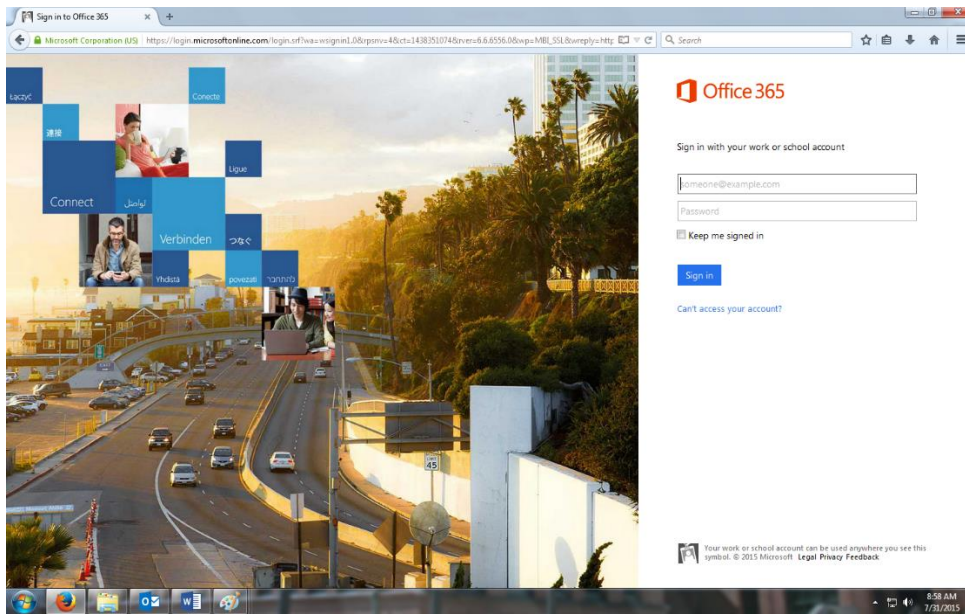 Sign in to Office 365
Microsoft Corporation (US) https://login.microsoftonline.com/login.srf?wa=wsignin1.0&rpsnv=4&ct=1438351074&rver=6.6.6556.0&wp=MBI_SSL&wreply=http
Search
Łączyć
Conecte
連接
Ligue
Connect
تواصل
Verbinden
つなぐ
Yhdistä
povezati
להתחבר
SPEED
LIMIT
45
Office 365
Sign in with your work or school account
someone@example.com
Password
Keep me signed in
Sign in
Can't access your account?
Your work or school account can be used anywhere you see this
symbol. © 2015 Microsoft Legal Privacy Feedback
8:58 AM
7/31/2015